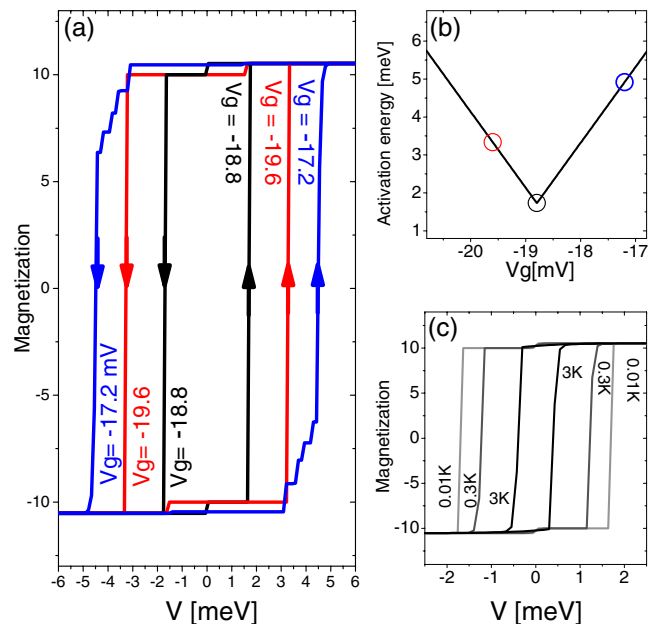 (a)
10
5
0
-5
-10
Magnetization
Vg = -18.8
Vg = -19.6
Vg = -17.2
Vg= -17.2 mV
Vg= -19.6
Vg= -18.8
-6 -5 -4 -3 -2 -1 0 1 2 3 4 5 6
V [meV]
(b)
6
5
4
3
2
1
Activation energy [meV]
-20 -19 -18 -17
Vg[mV]
(c)
10
5
0
-5
-10
Magnetization
0.01K
0.3K
3K
3K
0.3K
0.01K
-2 -1 0 1 2
V [meV]